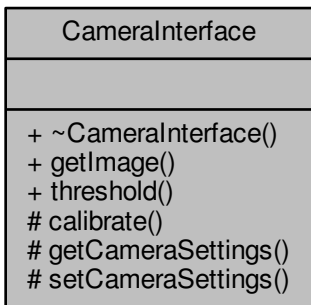 CameraInterface
+ ~CameraInterface()
+ getImage()
+ threshold()
# calibrate()
# getCameraSettings()
# setCameraSettings()